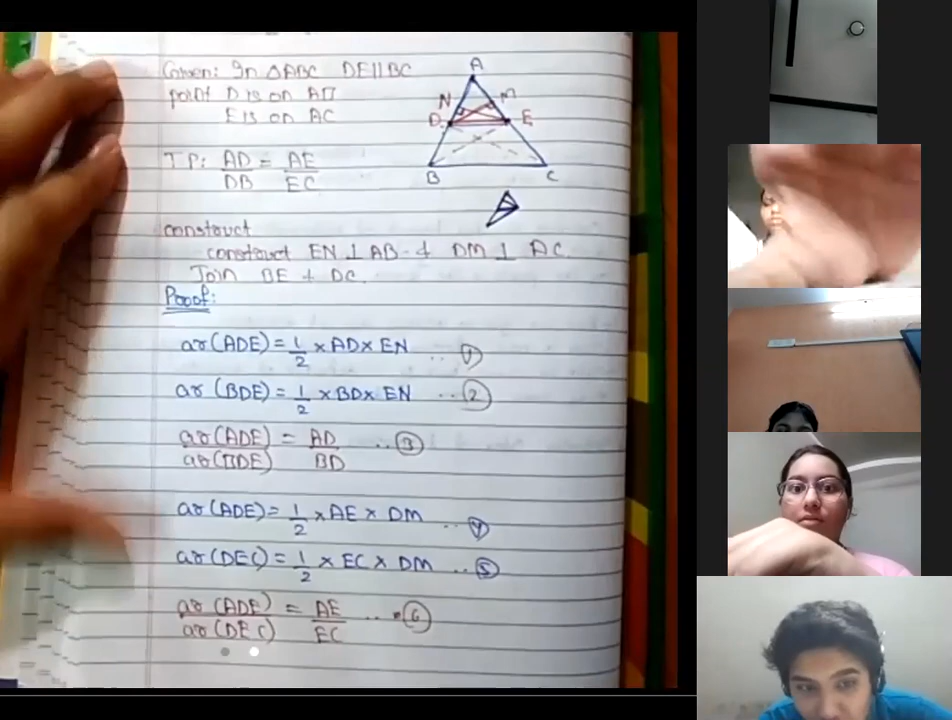 Given: In △ABC DE||BC
point D is on AB
E is on AC
T P: AD/DB = AE/EC
A
N
M
D
E
B
C
construct
construct EN ⊥ AB & DM ⊥ AC.
Join BE & DC.
Proof:
ar(ADE) = 1/2 × AD × EN .. ①
ar(BDE) = 1/2 × BD × EN .. ②
ar(ADE)/ar(BDE) = AD/BD .. ③
ar(ADE) = 1/2 × AE × DM .. ④
ar(DEC) = 1/2 × EC × DM .. ⑤
ar(ADE)/ar(DEC) = AE/EC .. ⑥